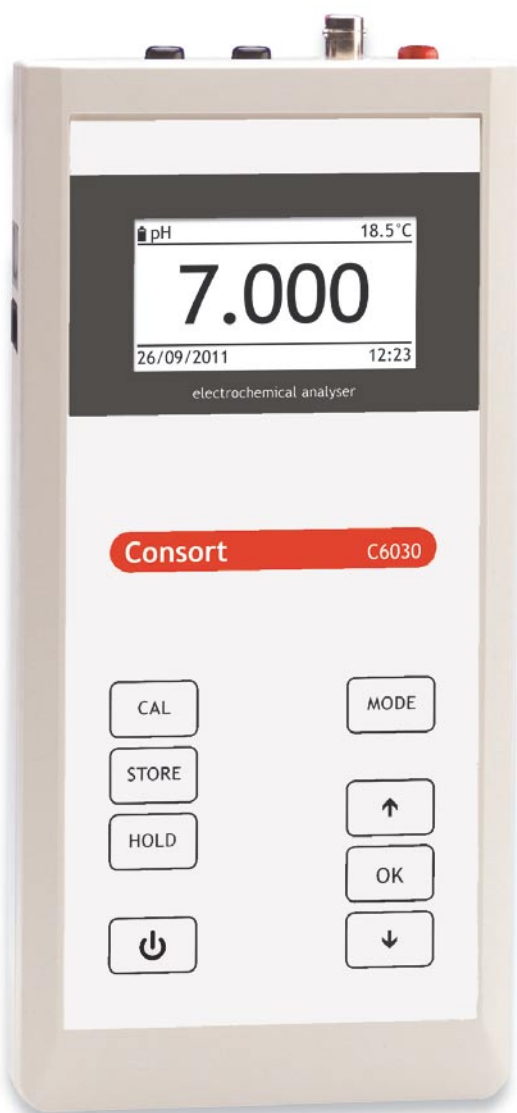 pH 18.5°C
7.000
26/09/2011 12:23
electrochemical analyser
Consort C6030
CAL MODE
STORE
↑
HOLD
OK
↓